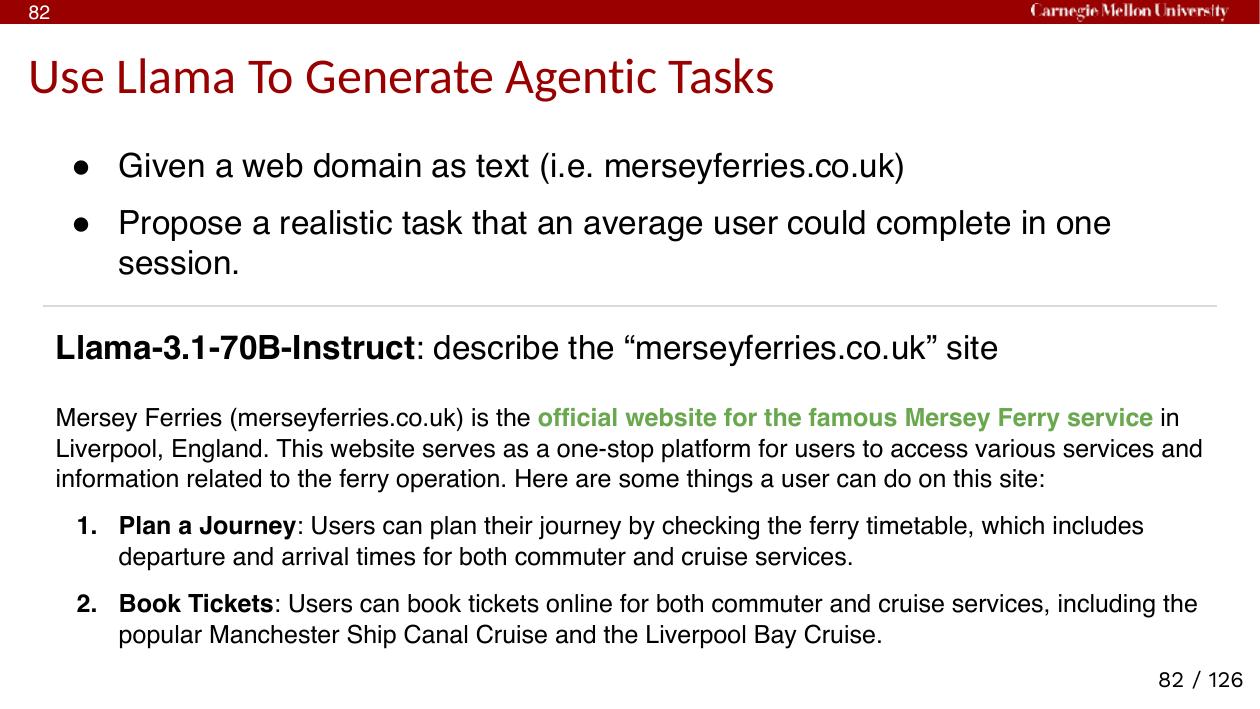 82
Carnegie Mellon University
Use Llama To Generate Agentic Tasks
● Given a web domain as text (i.e. merseyferries.co.uk)
● Propose a realistic task that an average user could complete in one
session.
Llama-3.1-70B-Instruct: describe the “merseyferries.co.uk” site
Mersey Ferries (merseyferries.co.uk) is the official website for the famous Mersey Ferry service in
Liverpool, England. This website serves as a one-stop platform for users to access various services and
information related to the ferry operation. Here are some things a user can do on this site:
1. Plan a Journey: Users can plan their journey by checking the ferry timetable, which includes
departure and arrival times for both commuter and cruise services.
2. Book Tickets: Users can book tickets online for both commuter and cruise services, including the
popular Manchester Ship Canal Cruise and the Liverpool Bay Cruise.
82 / 126